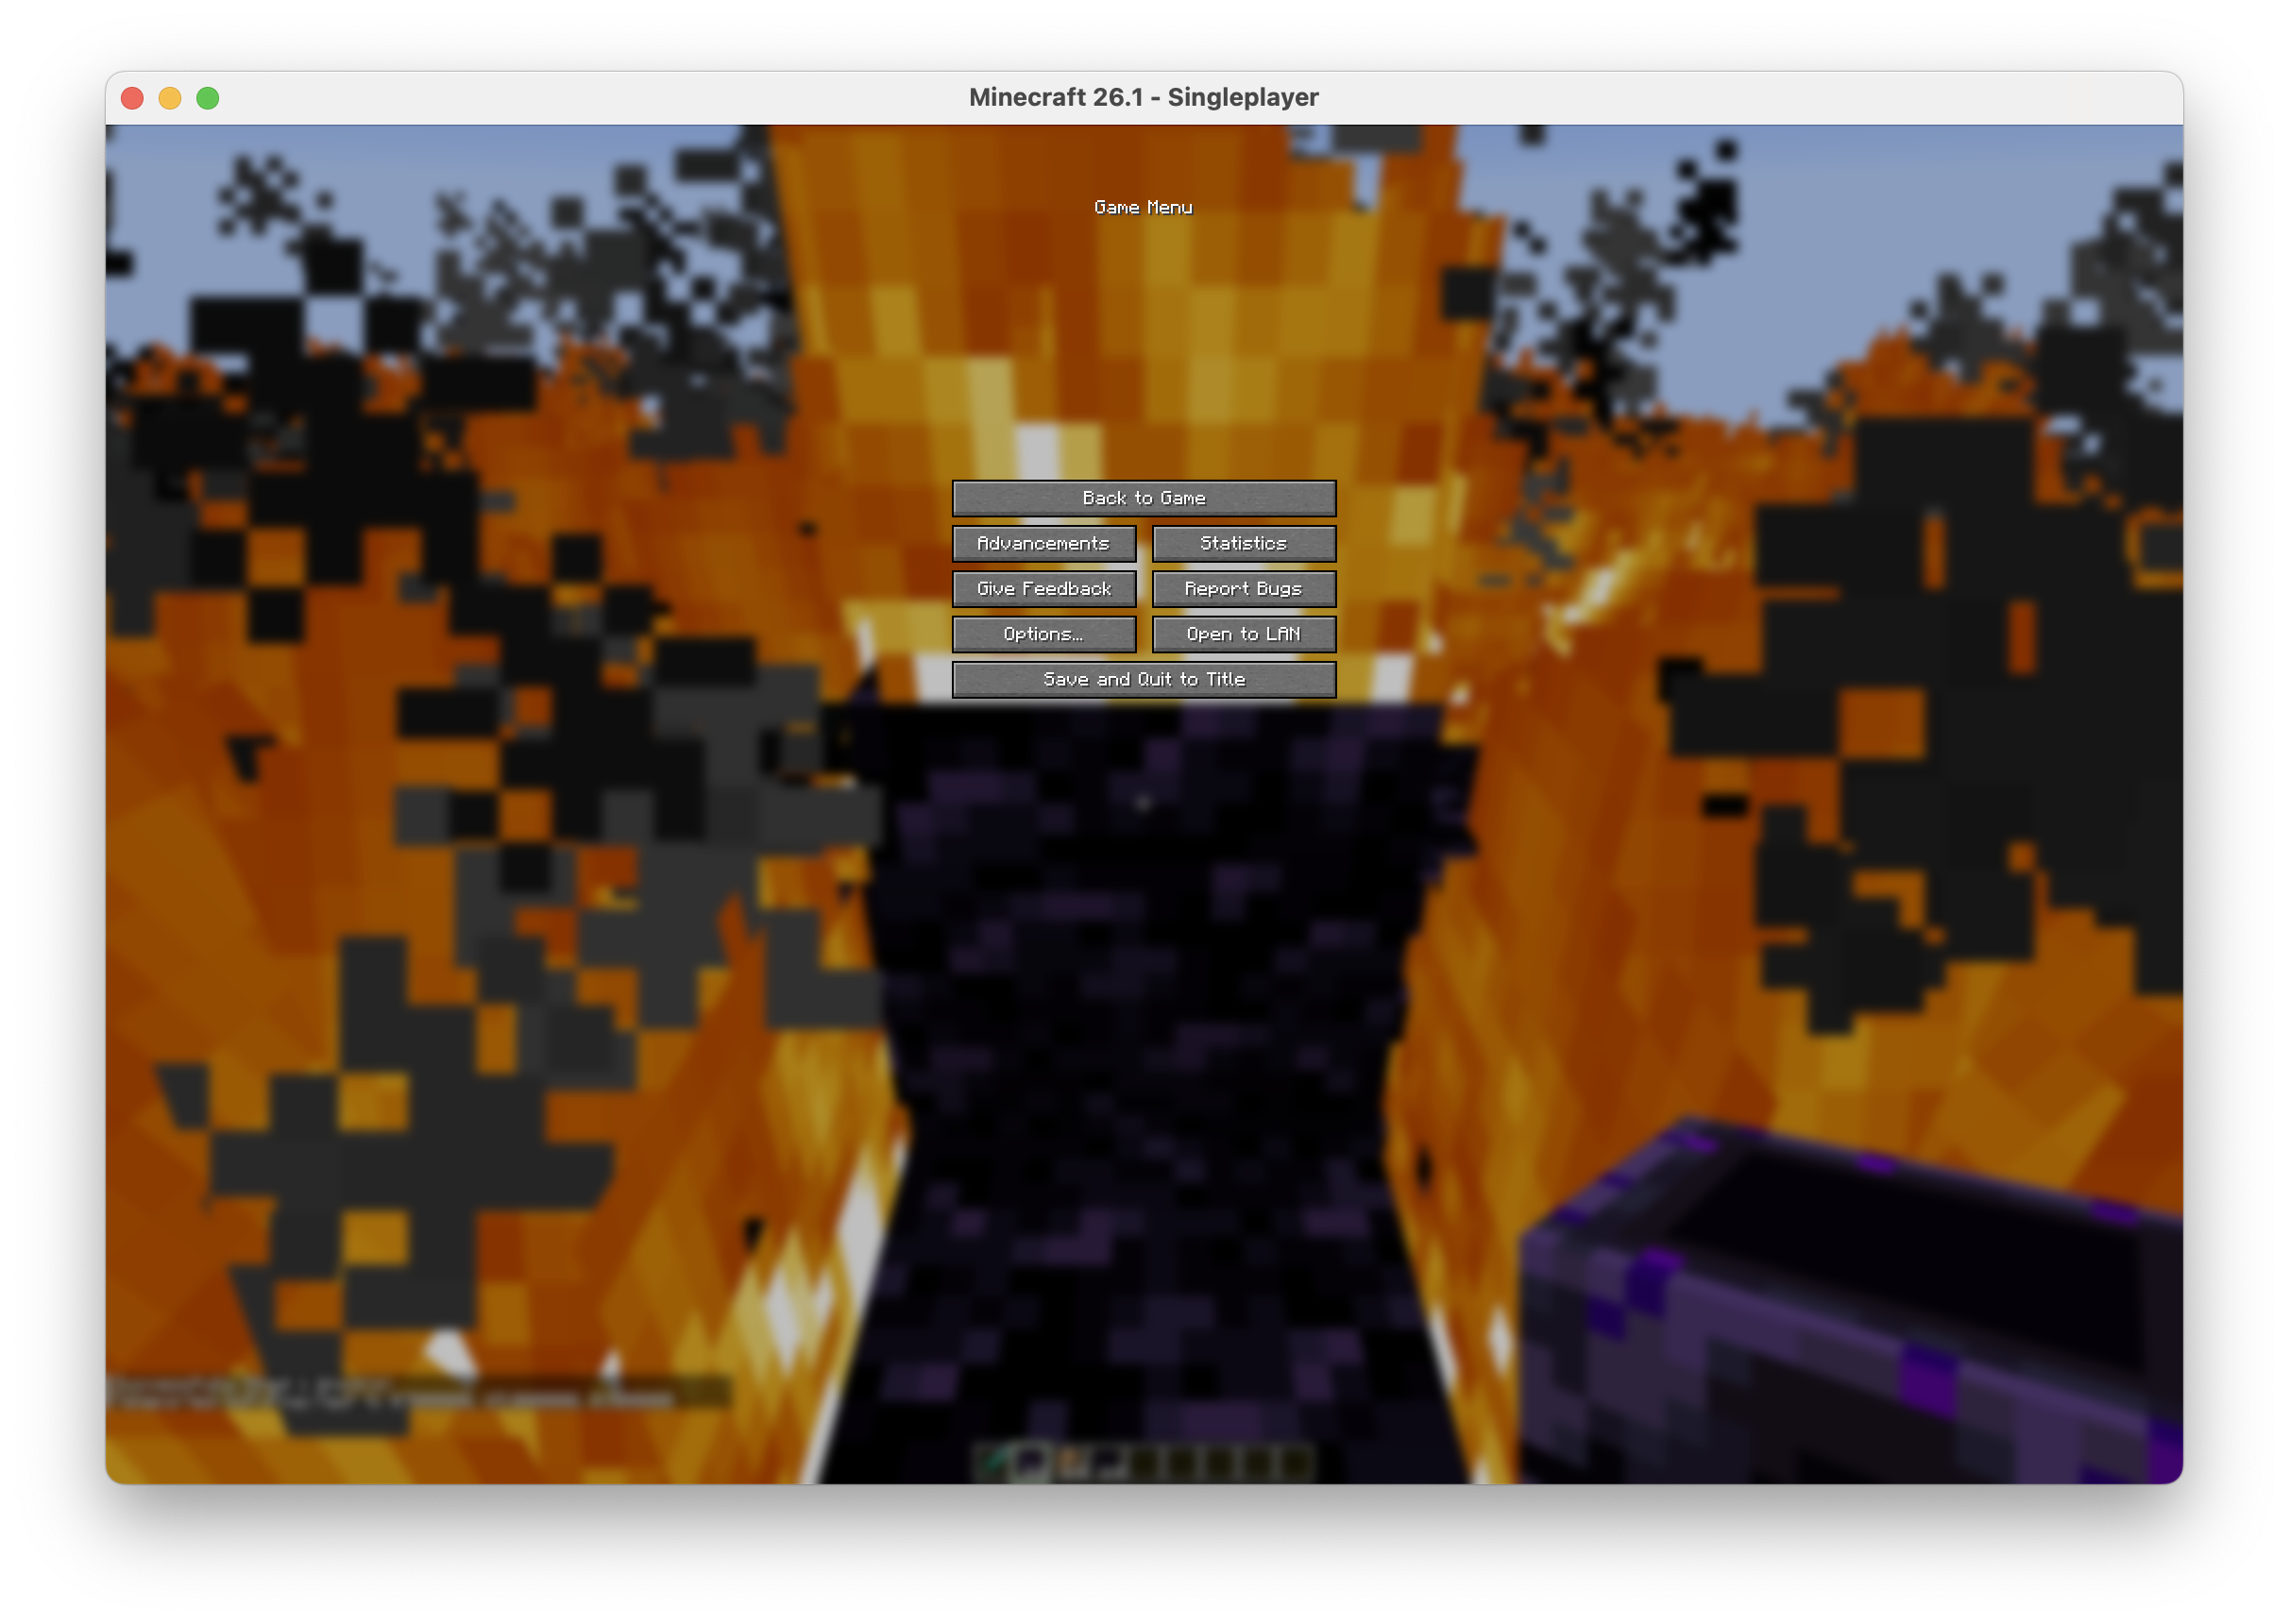 Minecraft 26.1 - Singleplayer
Game Menu
Back to Game
Advancements
Statistics
Give Feedback
Report Bugs
Options...
Open to LAN
Save and Quit to Title